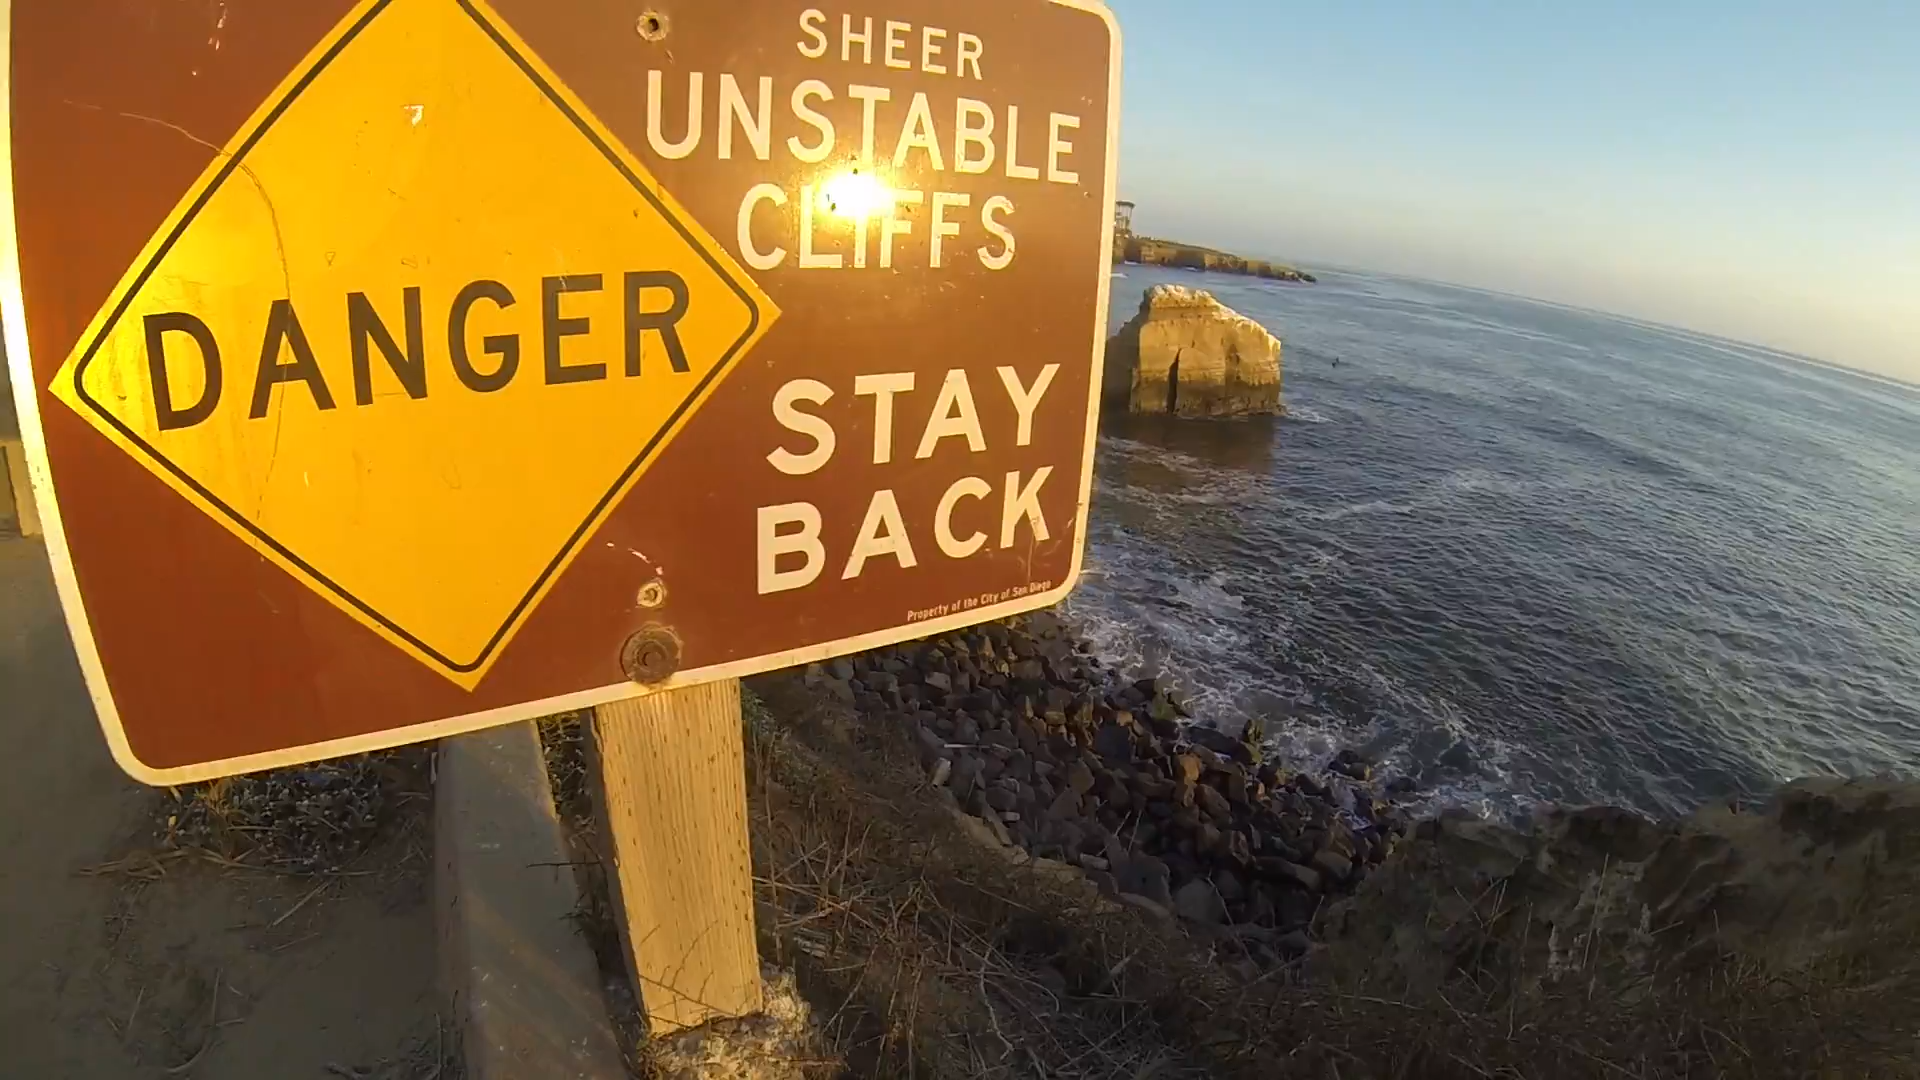 DANGER
SHEER
UNSTABLE
CLIFFS
STAY
BACK
Property of the City of San Diego